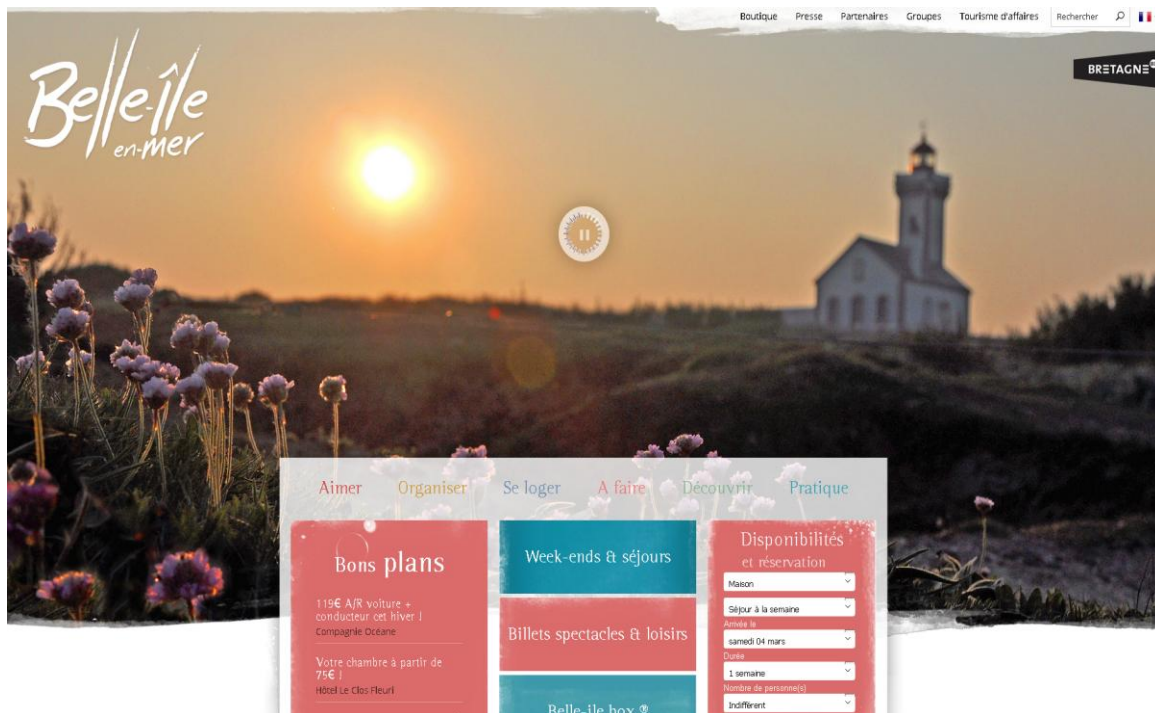 Boutique Presse Partenaires Groupes Tourisme d'affaires Rechercher
BRETAGNE
Belle-île
en-mer
Aimer Organiser Se loger A faire Découvrir Pratique
Bons plans
119€ A/R voiture +
conducteur cet hiver !
Compagnie Océane
Votre chambre à partir de
75€ !
Hôtel Le Clos Fleuri
Week-ends & séjours
Billets spectacles & loisirs
Belle-ile box ®
Disponibilités
et réservation
Maison
Séjour à la semaine
Arrivée le
samedi 04 mars
Durée
1 semaine
Nombre de personne(s)
Indifférent